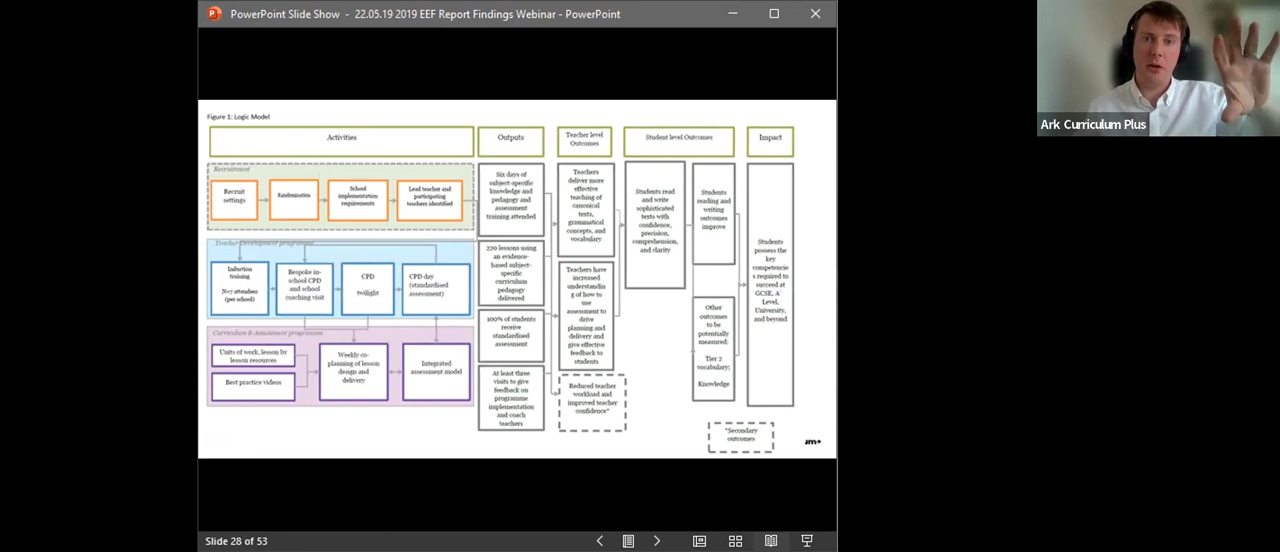 PowerPoint Slide Show - 22.05.19 2019 EEF Report Findings Webinar - PowerPoint
Ark Curriculum Plus
Figure 1: Logic Model
Activities
Outputs
Teacher level
Outcomes
Student level Outcomes
Impact
Recruitment
Recruit
settings
Randomisation
School
implementation
requirements
Lead teacher and
participating
teachers identified
Teacher Development programme
Induction
training
N=7 attendees
(per school)
Bespoke in-
school CPD
and school
coaching visit
CPD
twilight
CPD day
(standardised
assessment)
Curriculum & Assessment programme
Units of work, lesson by
lesson resources
Best practice videos
Weekly co-
planning of lesson
design and
delivery
Integrated
assessment model
Six days of
subject-specific
knowledge and
pedagogy and
assessment
training attended
220 lessons using
an evidence-
based subject-
specific
curriculum
pedagogy
delivered
100% of students
receive
standardised
assessment
At least three
visits to give
feedback on
programme
implementation
and coach
teachers
Teachers
deliver more
effective
teaching of
canonical
texts,
grammatical
concepts, and
vocabulary
Teachers have
increased
understandin
g of how to
use
assessment to
drive
planning and
delivery and
give effective
feedback to
students
Reduced teacher
workload and
improved teacher
confidence*
Students read
and write
sophisticated
texts with
confidence,
precision,
comprehension,
and clarity
Students
reading and
writing
outcomes
improve
Other
outcomes
to be
potentially
measured:
Tier 2
vocabulary;
Knowledge
Students
possess the
key
competencie
s required to
succeed at
GCSE, A'
Level,
University,
and beyond
*Secondary
outcomes
Slide 28 of 53